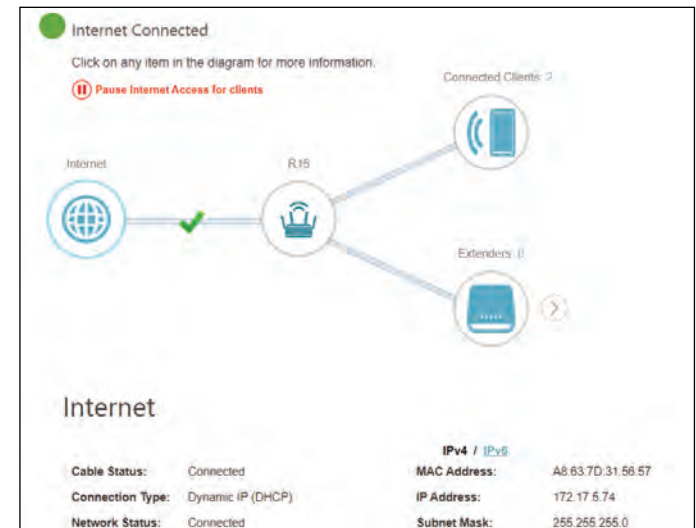 Internet Connected
Click on any item in the diagram for more information.
Pause Internet Access for clients
Connected Clients: 2
Internet
R15
Extenders: 0
Internet
IPv4 / IPv6
Cable Status: Connected
MAC Address: A8:63:7D:31:56:57
Connection Type: Dynamic IP (DHCP)
IP Address: 172.17.5.74
Network Status: Connected
Subnet Mask: 255.255.255.0